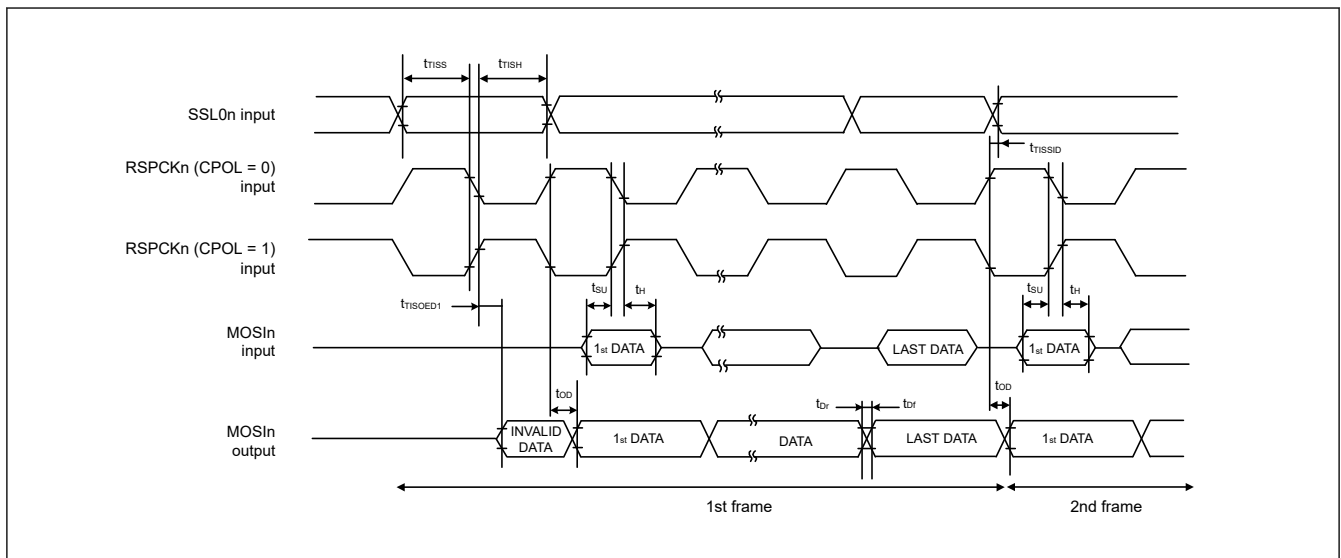 tTISS
tTISH
SSL0n input
tTISSID
RSPCKn (CPOL = 0)
input
RSPCKn (CPOL = 1)
input
tSU
tH
tSU
tH
tTISOED1
MOSIn
input
1st DATA
LAST DATA
1st DATA
tOD
tDr
tDf
tOD
MOSIn
output
INVALID
DATA
1st DATA
DATA
LAST DATA
1st DATA
1st frame
2nd frame